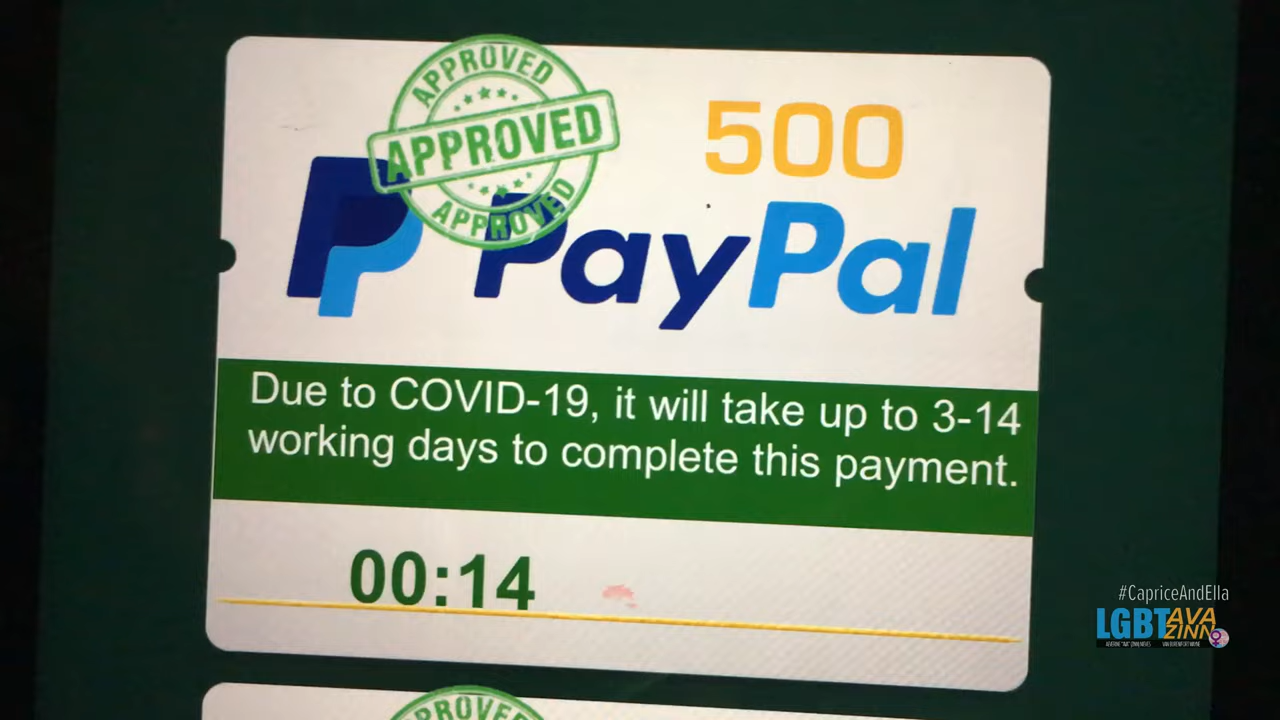 APPROVED
APPROVED
APPROVED
500
PayPal
Due to COVID-19, it will take up to 3-14
working days to complete this payment.
00:14
#CapriceAndElla
LGBT AVA
ZINN
APPROVED